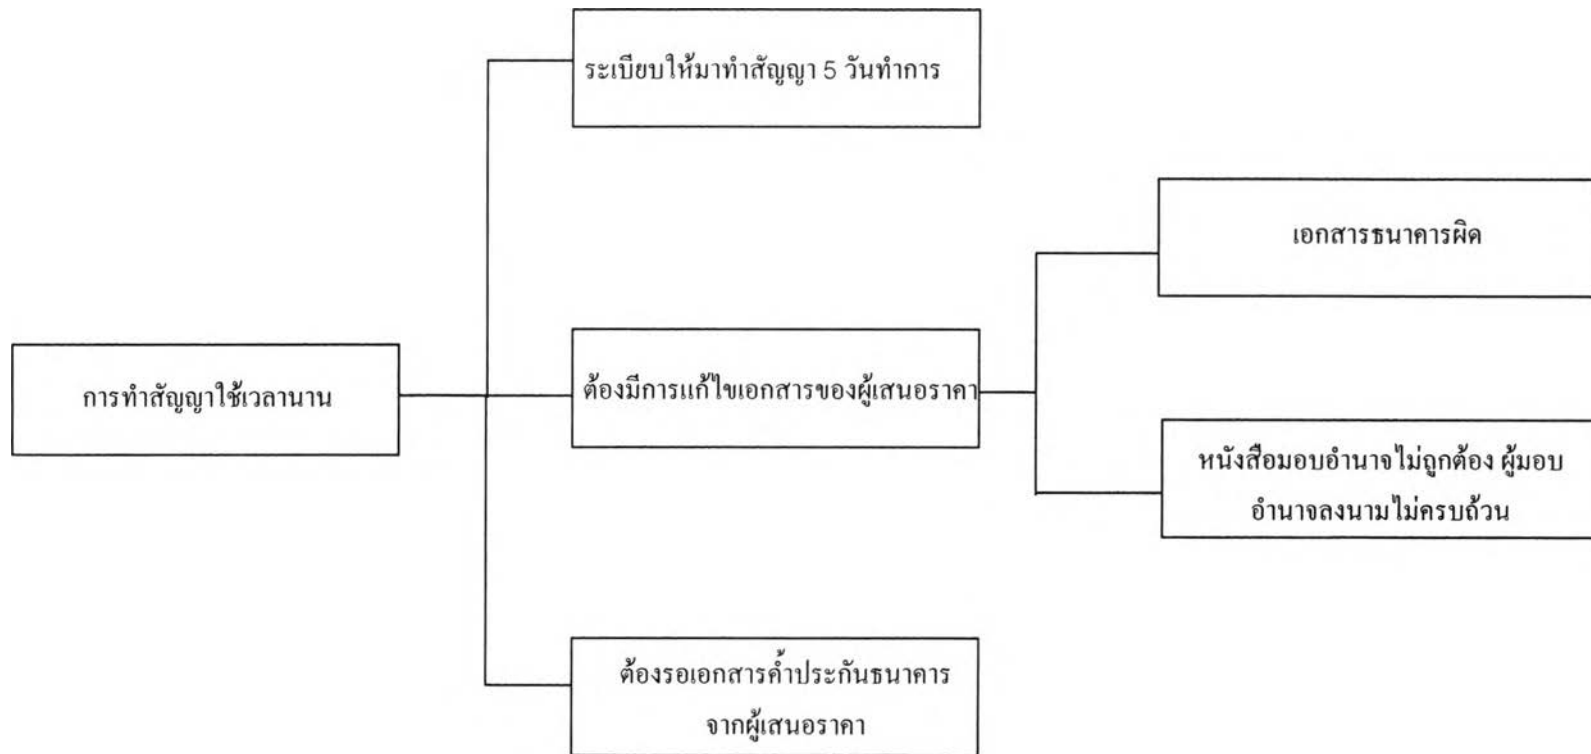 ระเบียบให้มาทำสัญญา 5 วันทำการ
เอกสารธนาคารผิด
การทำสัญญาใช้เวลานาน
ต้องมีการแก้ไขเอกสารของผู้เสนอราคา
หนังสือมอบอำนาจไม่ถูกต้อง ผู้มอบ
อำนาจลงนามไม่ครบถ้วน
ต้องรอเอกสารค้ำประกันธนาคาร
จากผู้เสนอราคา